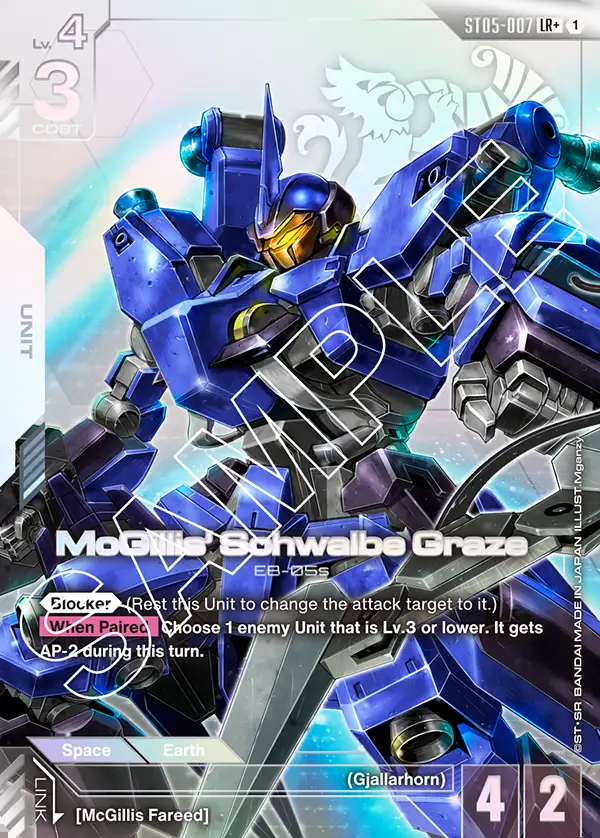 Lv. 4
3
COST
ST05-007 LR+ 1
UNIT
McGillis' Schwalbe Graze
EB-05s
Blocker (Rest this Unit to change the attack target to it.)
When Paired Choose 1 enemy Unit that is Lv.3 or lower. It gets
AP-2 during this turn.
Space Earth
(Gjallarhorn)
LINK
[McGillis Fareed]
4 2
SAMPLE
©ST・SR BANDAI MADE IN JAPAN ILLUST.Mganzy